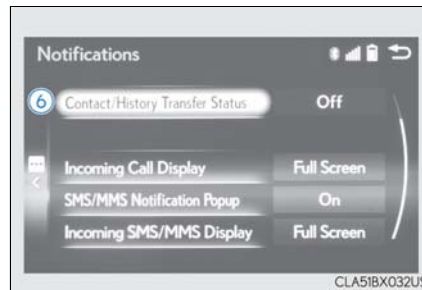 Notifications
6 Contact/History Transfer Status Off
Incoming Call Display Full Screen
SMS/MMS Notification Popup On
Incoming SMS/MMS Display Full Screen
CLA51BX032US